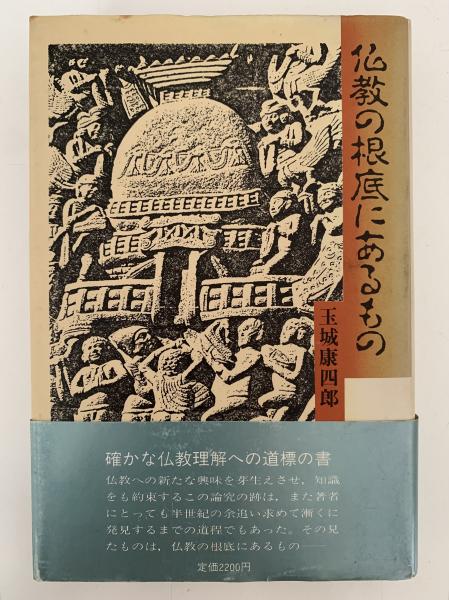 仏教の根底にあるもの
玉城康四郎
確かな仏教理解への道標の書
仏教への新たな興味を芽生えさせ，知識
をも約束するこの論究の跡は，また著者
にとっても半世紀の余追い求めて漸くに
発見するまでの道程でもあった。その見
たものは，仏教の根底にあるもの——
定価2200円